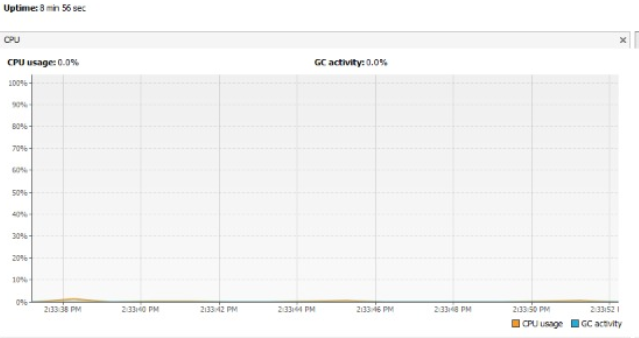 Uptime: 8 min 56 sec
CPU
CPU usage: 0.0%
GC activity: 0.0%
100%
90%
80%
70%
60%
50%
40%
30%
20%
10%
0%
2:33:38 PM 2:33:40 PM 2:33:42 PM 2:33:44 PM 2:33:46 PM 2:33:48 PM 2:33:50 PM 2:33:52
CPU usage GC activity